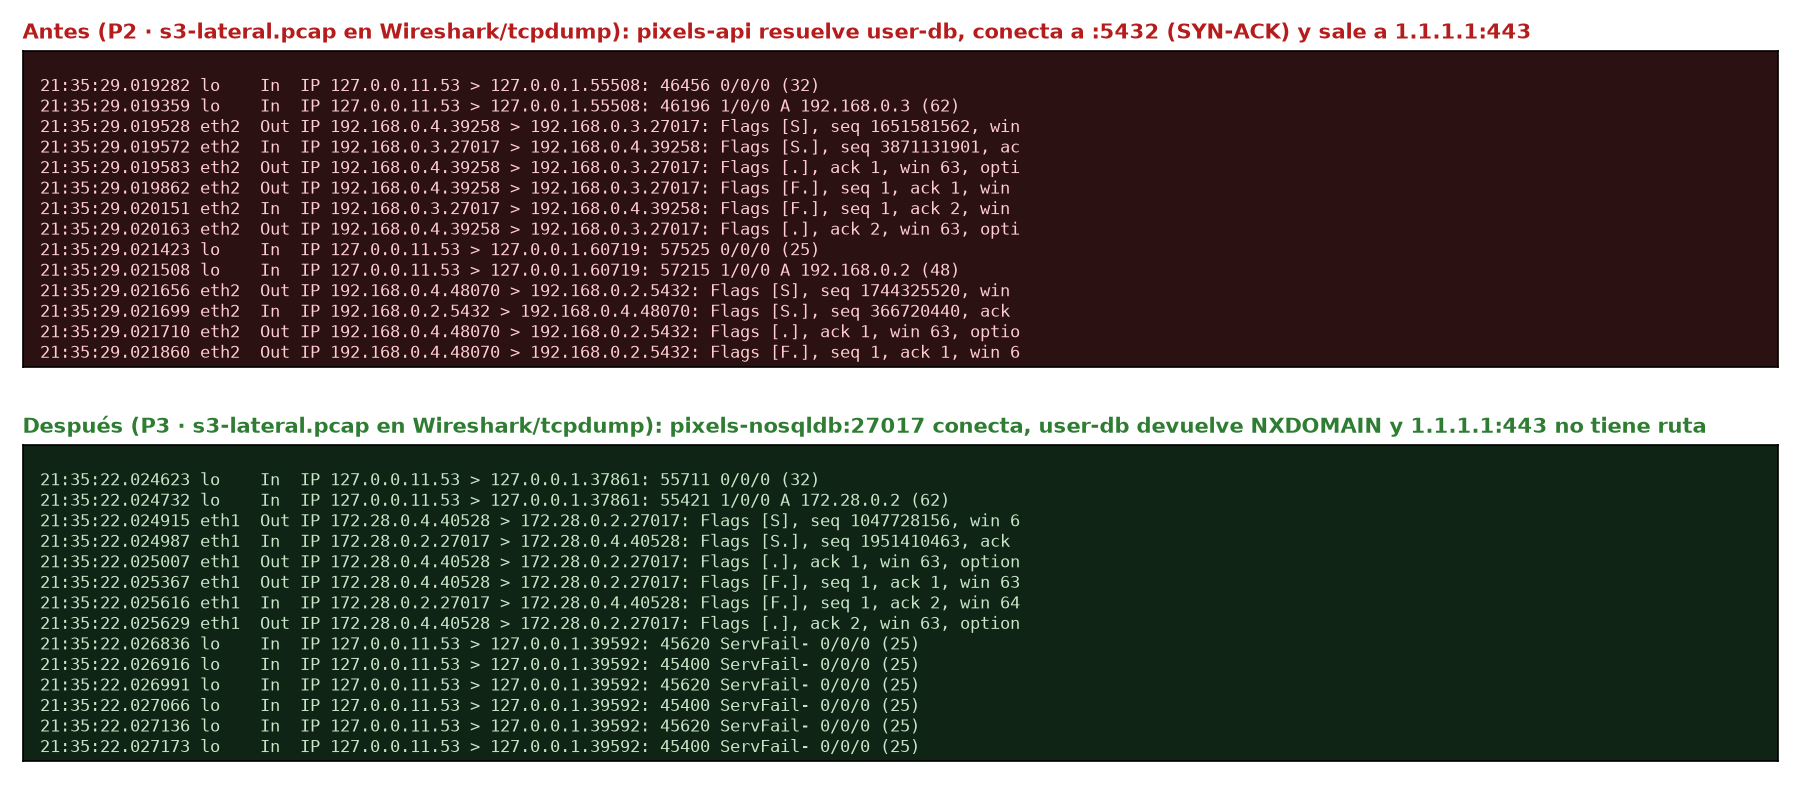 Antes (P2 · s3-lateral.pcap en Wireshark/tcpdump): pixels-api resuelve user-db, conecta a :5432 (SYN-ACK) y sale a 1.1.1.1:443
21:35:29.019282 lo    In  IP 127.0.0.11.53 > 127.0.0.1.55508: 46456 0/0/0 (32)
21:35:29.019359 lo    In  IP 127.0.0.11.53 > 127.0.0.1.55508: 46196 1/0/0 A 192.168.0.3 (62)
21:35:29.019528 eth2  Out IP 192.168.0.4.39258 > 192.168.0.3.27017: Flags [S], seq 1651581562, win
21:35:29.019572 eth2  In  IP 192.168.0.3.27017 > 192.168.0.4.39258: Flags [S.], seq 3871131901, ac
21:35:29.019583 eth2  Out IP 192.168.0.4.39258 > 192.168.0.3.27017: Flags [.], ack 1, win 63, opti
21:35:29.019862 eth2  Out IP 192.168.0.4.39258 > 192.168.0.3.27017: Flags [F.], seq 1, ack 1, win
21:35:29.020151 eth2  In  IP 192.168.0.3.27017 > 192.168.0.4.39258: Flags [F.], seq 1, ack 2, win
21:35:29.020163 eth2  Out IP 192.168.0.4.39258 > 192.168.0.3.27017: Flags [.], ack 2, win 63, opti
21:35:29.021423 lo    In  IP 127.0.0.11.53 > 127.0.0.1.60719: 57525 0/0/0 (25)
21:35:29.021508 lo    In  IP 127.0.0.11.53 > 127.0.0.1.60719: 57215 1/0/0 A 192.168.0.2 (48)
21:35:29.021656 eth2  Out IP 192.168.0.4.48070 > 192.168.0.2.5432: Flags [S], seq 1744325520, win
21:35:29.021699 eth2  In  IP 192.168.0.2.5432 > 192.168.0.4.48070: Flags [S.], seq 366720440, ack
21:35:29.021710 eth2  Out IP 192.168.0.4.48070 > 192.168.0.2.5432: Flags [.], ack 1, win 63, optio
21:35:29.021860 eth2  Out IP 192.168.0.4.48070 > 192.168.0.2.5432: Flags [F.], seq 1, ack 1, win 6
Después (P3 · s3-lateral.pcap en Wireshark/tcpdump): pixels-nosqldb:27017 conecta, user-db devuelve NXDOMAIN y 1.1.1.1:443 no tiene ruta
21:35:22.024623 lo    In  IP 127.0.0.11.53 > 127.0.0.1.37861: 55711 0/0/0 (32)
21:35:22.024732 lo    In  IP 127.0.0.11.53 > 127.0.0.1.37861: 55421 1/0/0 A 172.28.0.2 (62)
21:35:22.024915 eth1  Out IP 172.28.0.4.40528 > 172.28.0.2.27017: Flags [S], seq 1047728156, win 6
21:35:22.024987 eth1  In  IP 172.28.0.2.27017 > 172.28.0.4.40528: Flags [S.], seq 1951410463, ack
21:35:22.025007 eth1  Out IP 172.28.0.4.40528 > 172.28.0.2.27017: Flags [.], ack 1, win 63, option
21:35:22.025367 eth1  Out IP 172.28.0.4.40528 > 172.28.0.2.27017: Flags [F.], seq 1, ack 1, win 63
21:35:22.025616 eth1  In  IP 172.28.0.2.27017 > 172.28.0.4.40528: Flags [F.], seq 1, ack 2, win 64
21:35:22.025629 eth1  Out IP 172.28.0.4.40528 > 172.28.0.2.27017: Flags [.], ack 2, win 63, option
21:35:22.026836 lo    In  IP 127.0.0.11.53 > 127.0.0.1.39592: 45620 ServFail- 0/0/0 (25)
21:35:22.026916 lo    In  IP 127.0.0.11.53 > 127.0.0.1.39592: 45400 ServFail- 0/0/0 (25)
21:35:22.026991 lo    In  IP 127.0.0.11.53 > 127.0.0.1.39592: 45620 ServFail- 0/0/0 (25)
21:35:22.027066 lo    In  IP 127.0.0.11.53 > 127.0.0.1.39592: 45400 ServFail- 0/0/0 (25)
21:35:22.027136 lo    In  IP 127.0.0.11.53 > 127.0.0.1.39592: 45620 ServFail- 0/0/0 (25)
21:35:22.027173 lo    In  IP 127.0.0.11.53 > 127.0.0.1.39592: 45400 ServFail- 0/0/0 (25)